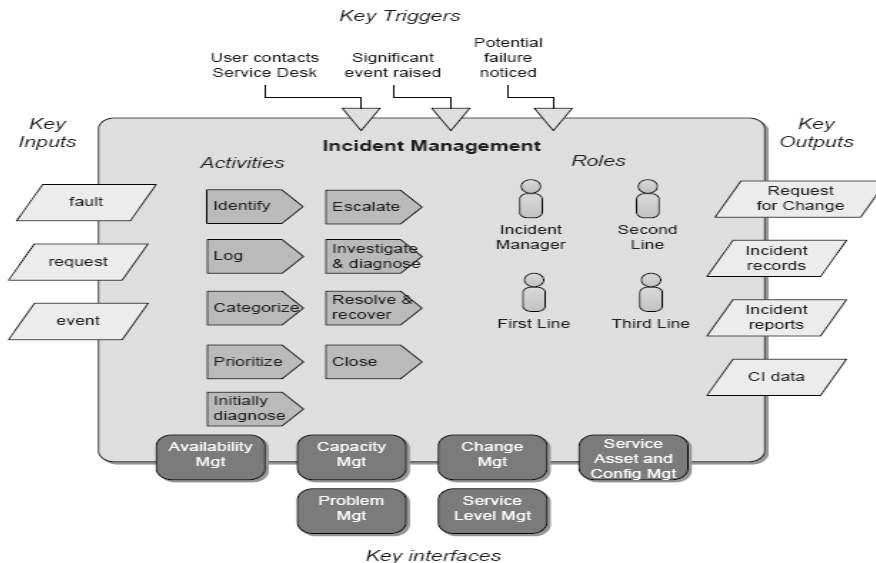 Key Triggers
User contacts
Service Desk
Significant
event raised
Potential
failure
noticed
Key
Inputs
Key
Outputs
Incident Management
Activities
Roles
fault
request
event
Identify
Log
Categorize
Prioritize
Initially
diagnose
Escalate
Investigate
& diagnose
Resolve &
recover
Close
Incident
Manager
Second
Line
First Line
Third Line
Request
for Change
Incident
records
Incident
reports
CI data
Availability
Mgt
Capacity
Mgt
Change
Mgt
Service
Asset and
Config Mgt
Problem
Mgt
Service
Level Mgt
Key interfaces